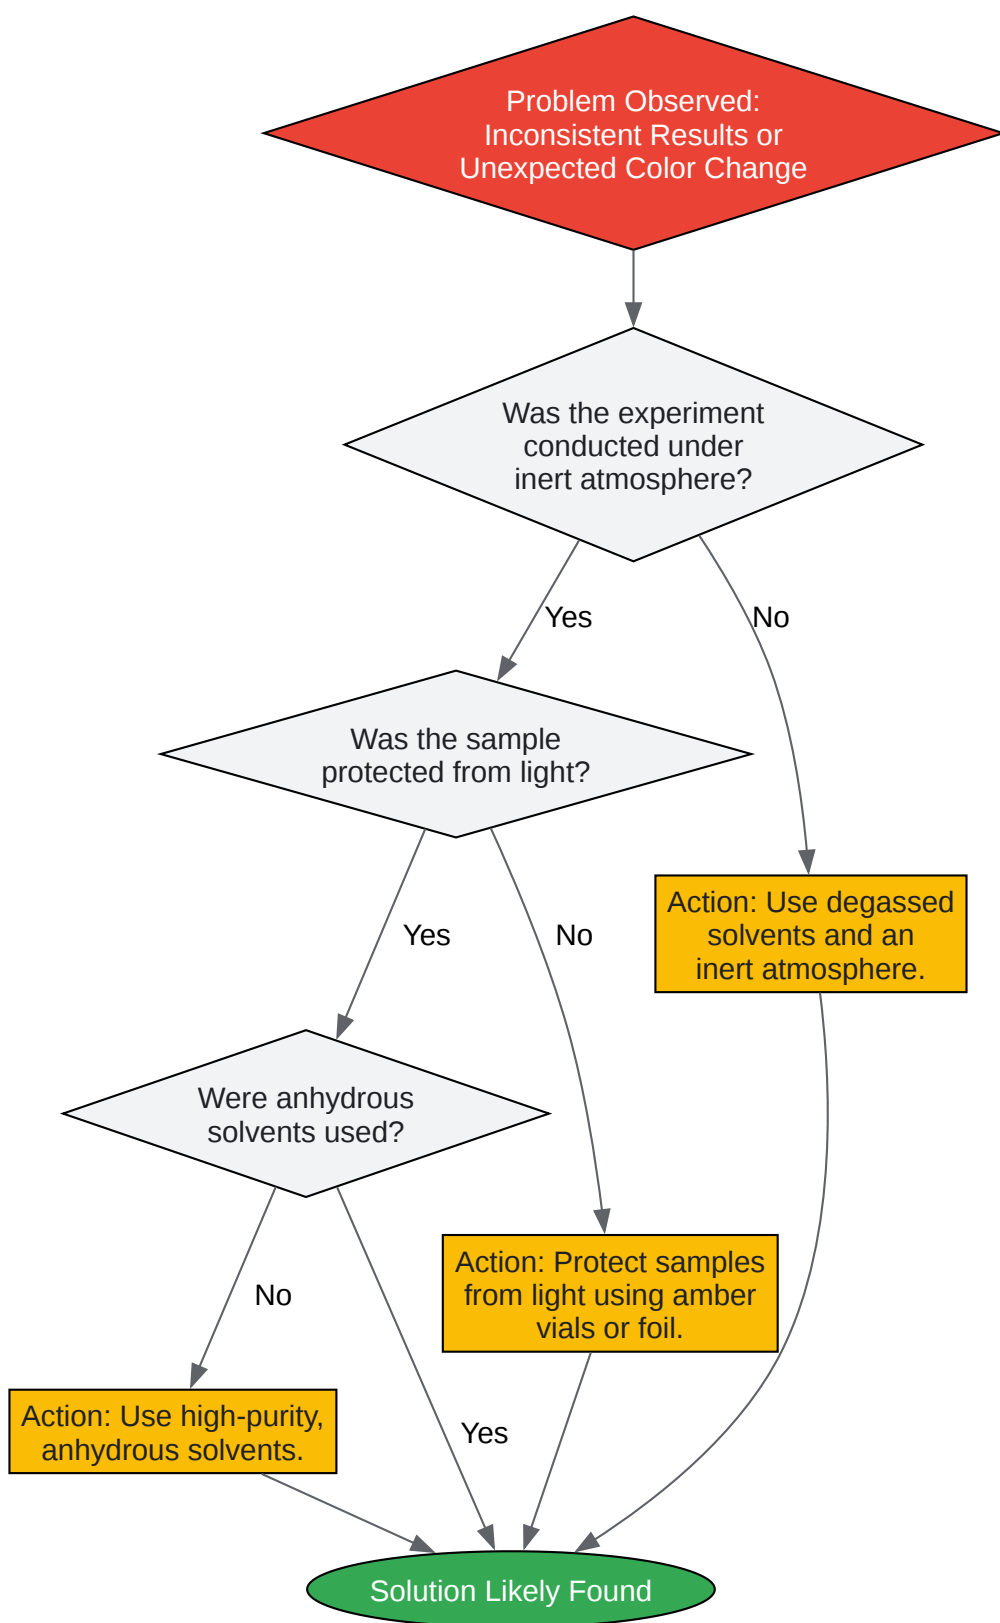 Problem Observed:
Inconsistent Results or
Unexpected Color Change
Was the experiment
conducted under
inert atmosphere?
Yes
No
Was the sample
protected from light?
Action: Use degassed
solvents and an
inert atmosphere.
Yes
No
Were anhydrous
solvents used?
Action: Protect samples
from light using amber
vials or foil.
No
Action: Use high-purity,
anhydrous solvents.
Yes
Solution Likely Found